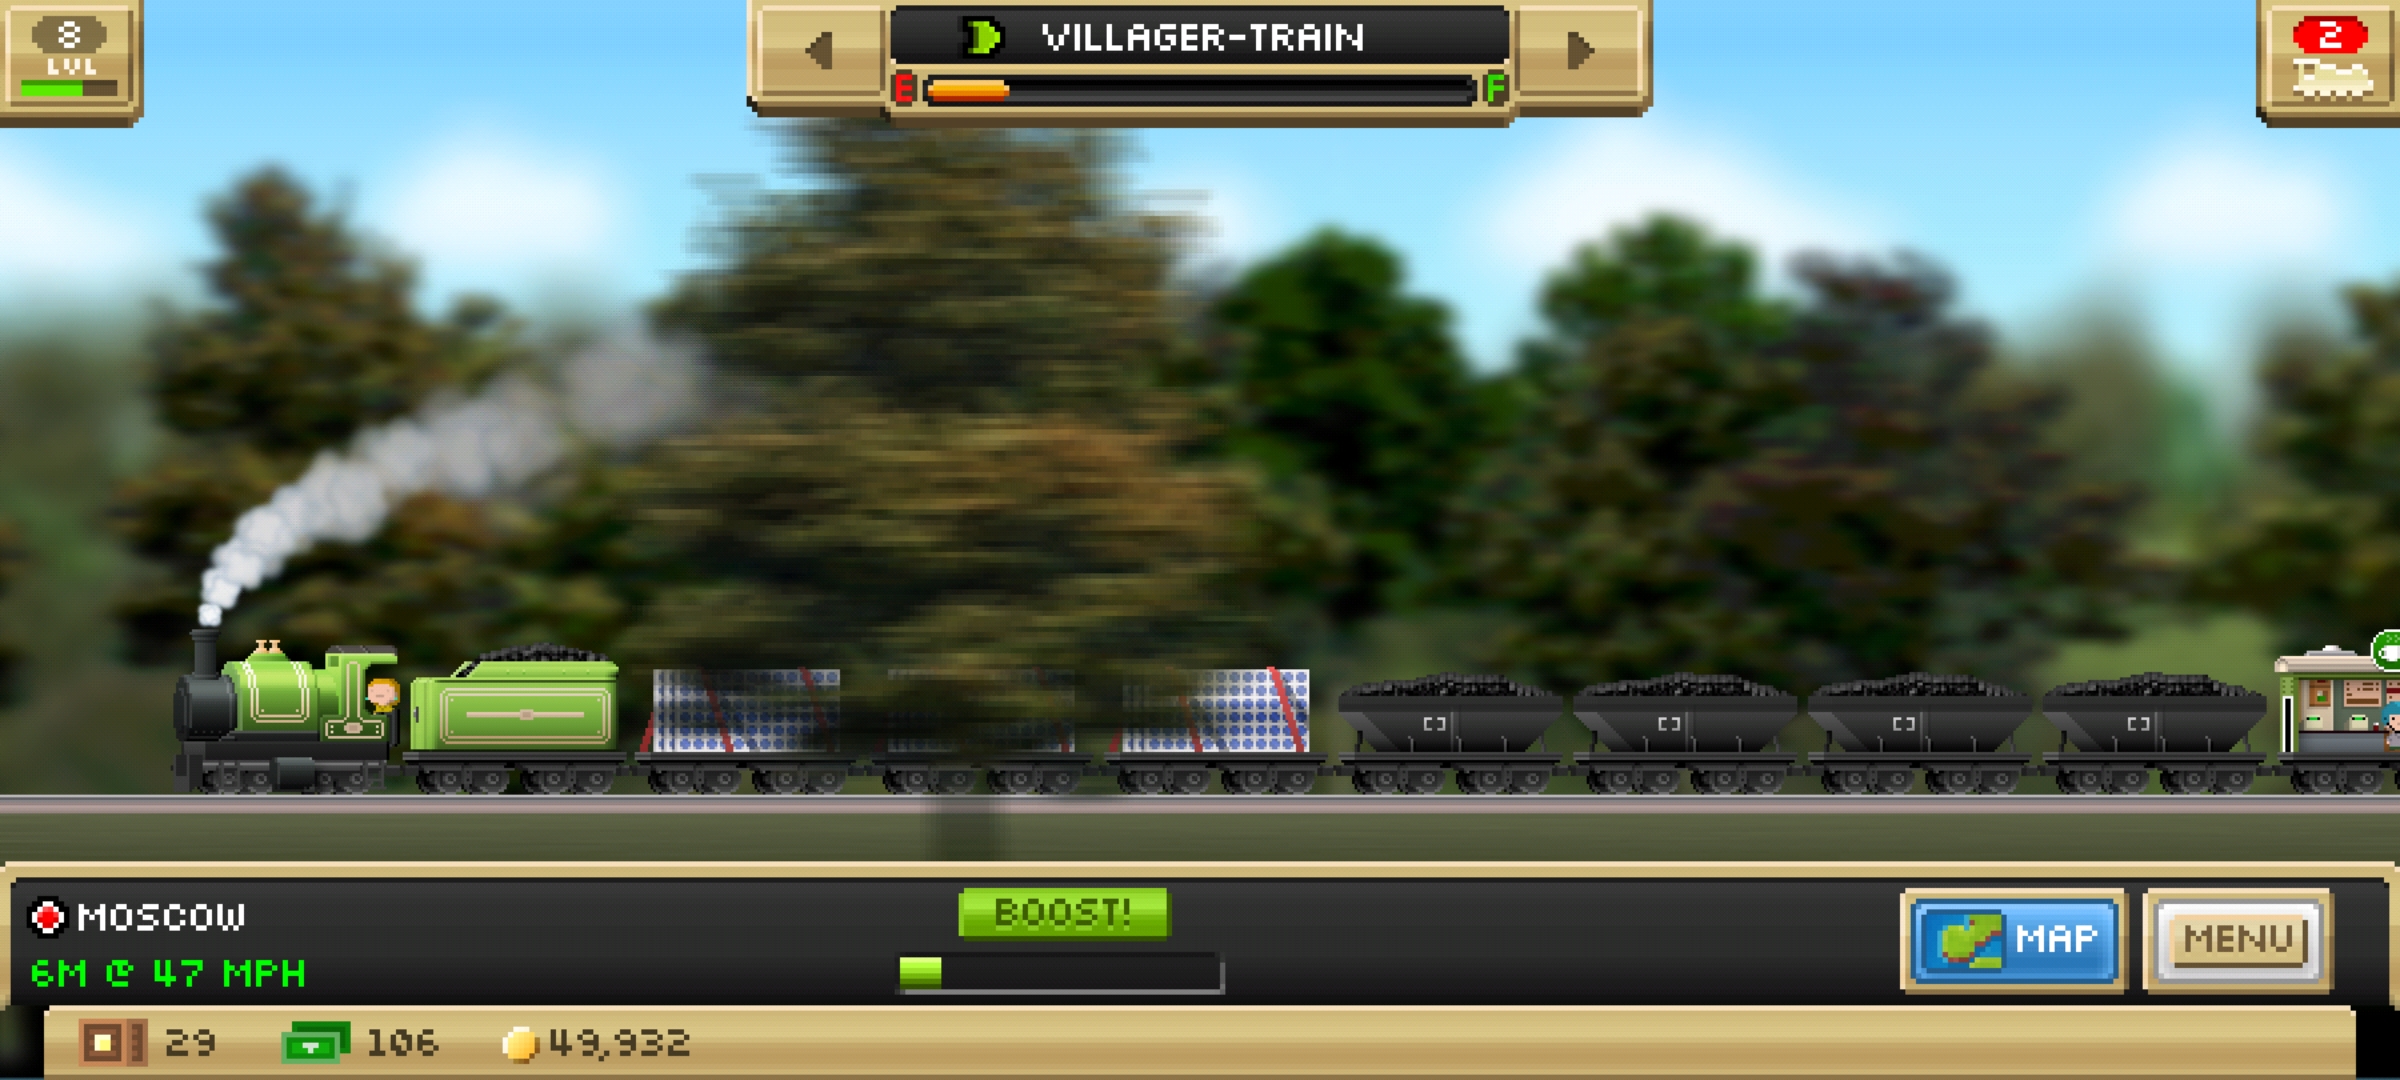 8
LVL
VILLAGER-TRAIN
E F
2
MOSCOW
6M @ 47 MPH
BOOST!
MAP
MENU
29
106
49,932